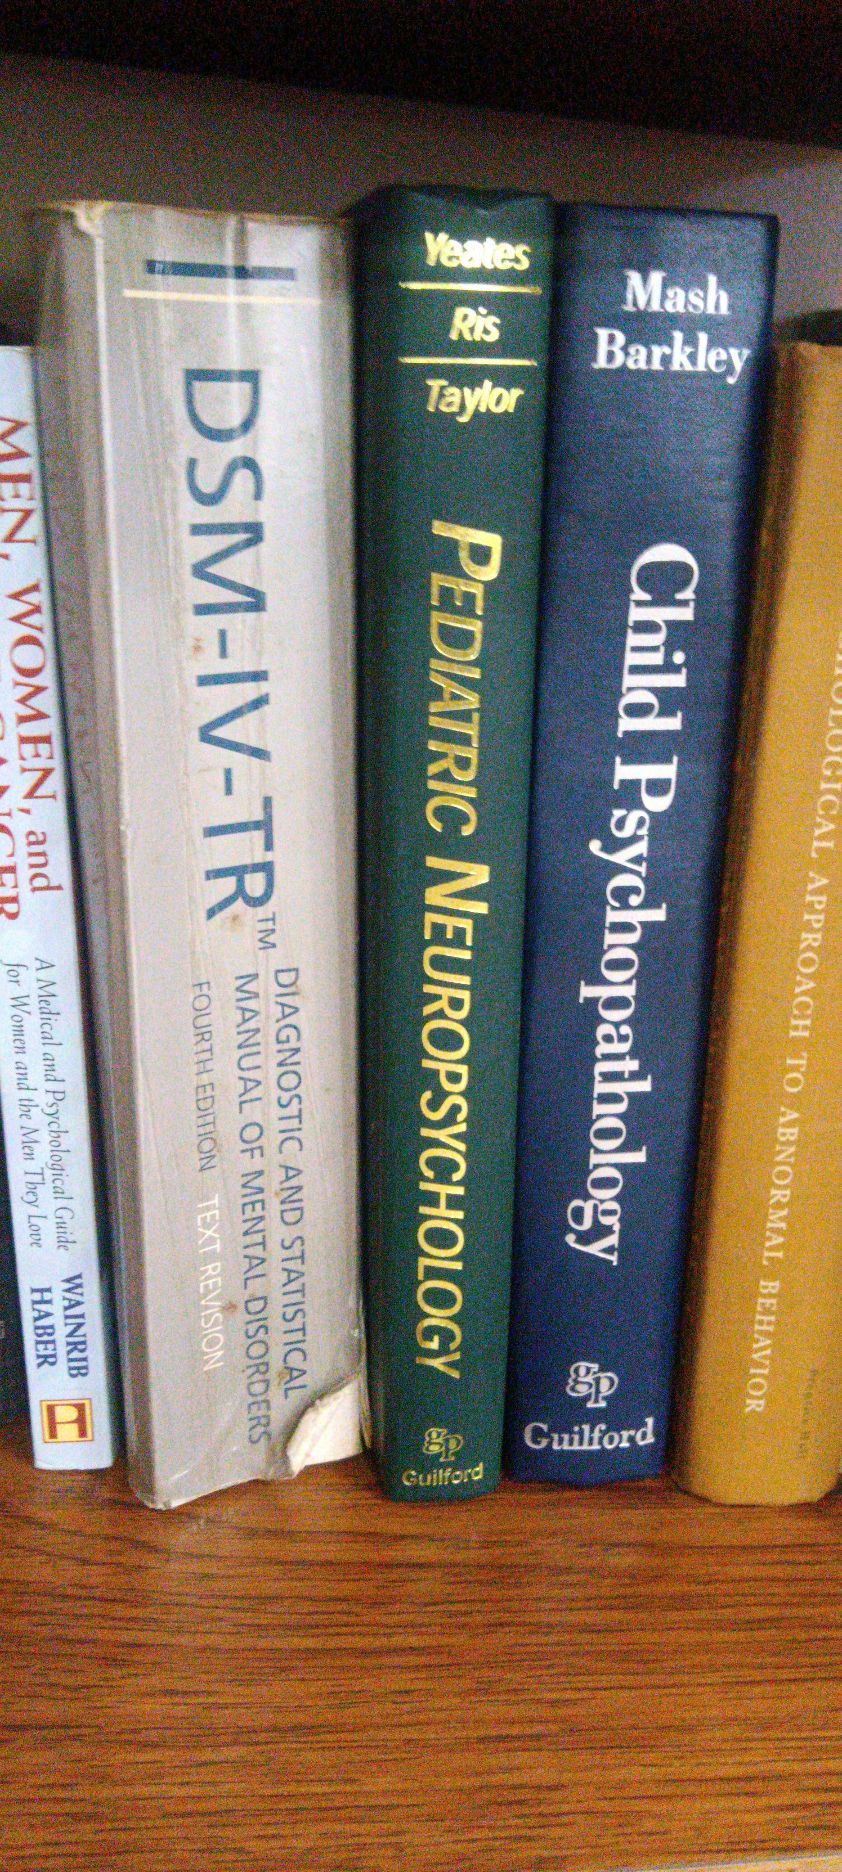 MEN, WOMEN, and
A Medical and Psychological Guide
for Women and the Men They Love
WAINRIB
HABER
DSM-IV-TR™
DIAGNOSTIC AND STATISTICAL
MANUAL OF MENTAL DISORDERS
FOURTH EDITION TEXT REVISION
Yeates
Ris
Taylor
PEDIATRIC NEUROPSYCHOLOGY
gp
Guilford
Mash
Barkley
Child Psychopathology
gp
Guilford
APPROACH TO ABNORMAL BEHAVIOR